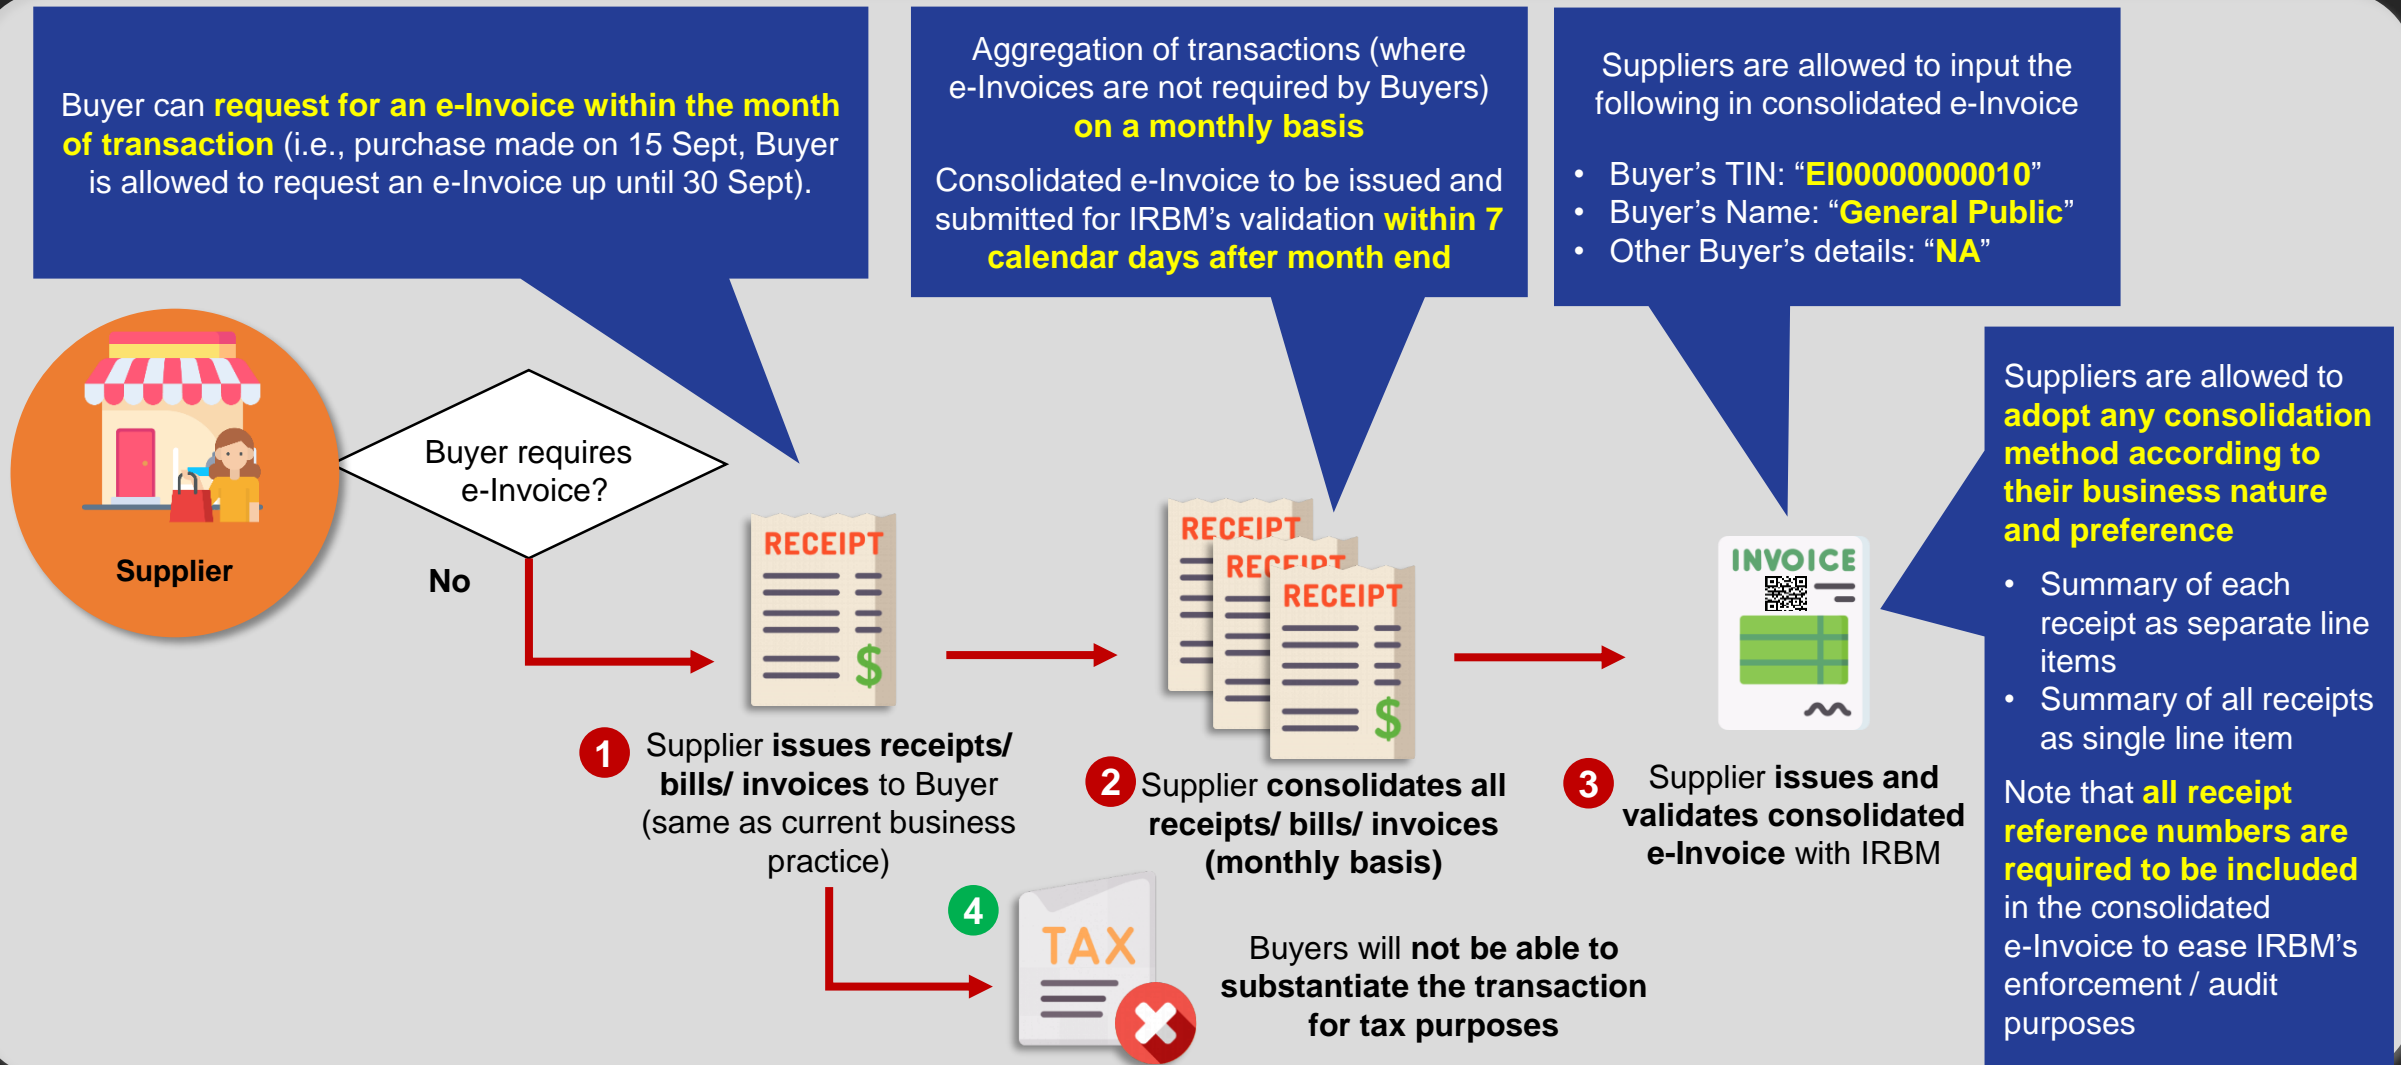 Buyer can request for an e-Invoice within the month
of transaction (i.e., purchase made on 15 Sept, Buyer
is allowed to request an e-Invoice up until 30 Sept).
Aggregation of transactions (where
e-Invoices are not required by Buyers)
on a monthly basis
Consolidated e-Invoice to be issued and
submitted for IRBM's validation within 7
calendar days after month end
Suppliers are allowed to input the
following in consolidated e-Invoice
• Buyer's TIN: “EI00000000010”
• Buyer's Name: “General Public”
• Other Buyer's details: “NA”
Suppliers are allowed to
adopt any consolidation
method according to
their business nature
and preference
• Summary of each
receipt as separate line
items
• Summary of all receipts
as single line item
Note that all receipt
reference numbers are
required to be included
in the consolidated
e-Invoice to ease IRBM's
enforcement / audit
purposes
Supplier
Buyer requires
e-Invoice?
No
RECEIPT
$
1 Supplier issues receipts/
bills/ invoices to Buyer
(same as current business
practice)
RECEIPT
RECEIPT
RECEIPT
$
2 Supplier consolidates all
receipts/ bills/ invoices
(monthly basis)
INVOICE
3 Supplier issues and
validates consolidated
e-Invoice with IRBM
4
TAX
Buyers will not be able to
substantiate the transaction
for tax purposes